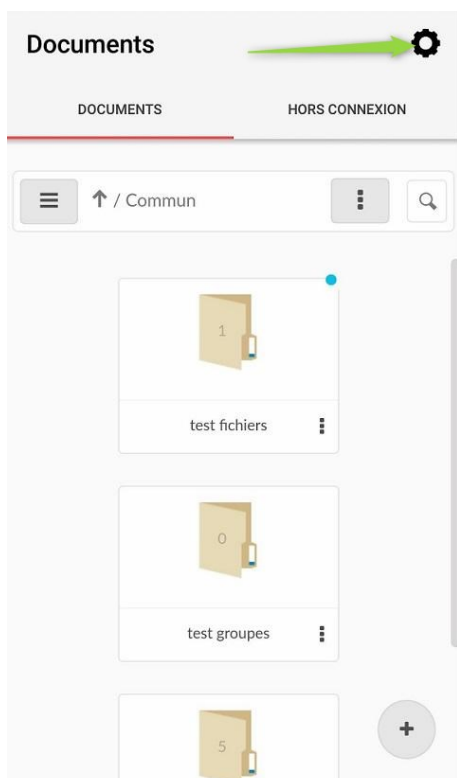 Documents
DOCUMENTS HORS CONNEXION
/ Commun
1
test fichiers
0
test groupes
5